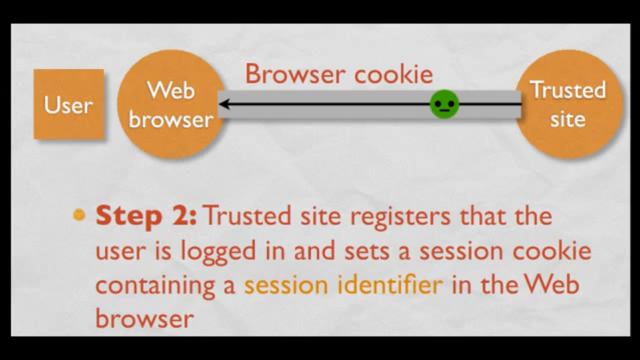 Browser cookie
User
Web
browser
Trusted
site
Step 2: Trusted site registers that the
user is logged in and sets a session cookie
containing a session identifier in the Web
browser